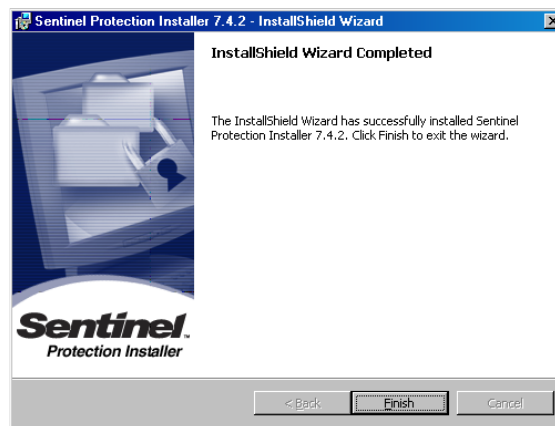 Sentinel Protection Installer 7.4.2 - InstallShield Wizard
InstallShield Wizard Completed
The InstallShield Wizard has successfully installed Sentinel
Protection Installer 7.4.2. Click Finish to exit the wizard.
Sentinel™
Protection Installer
< Back
Finish
Cancel